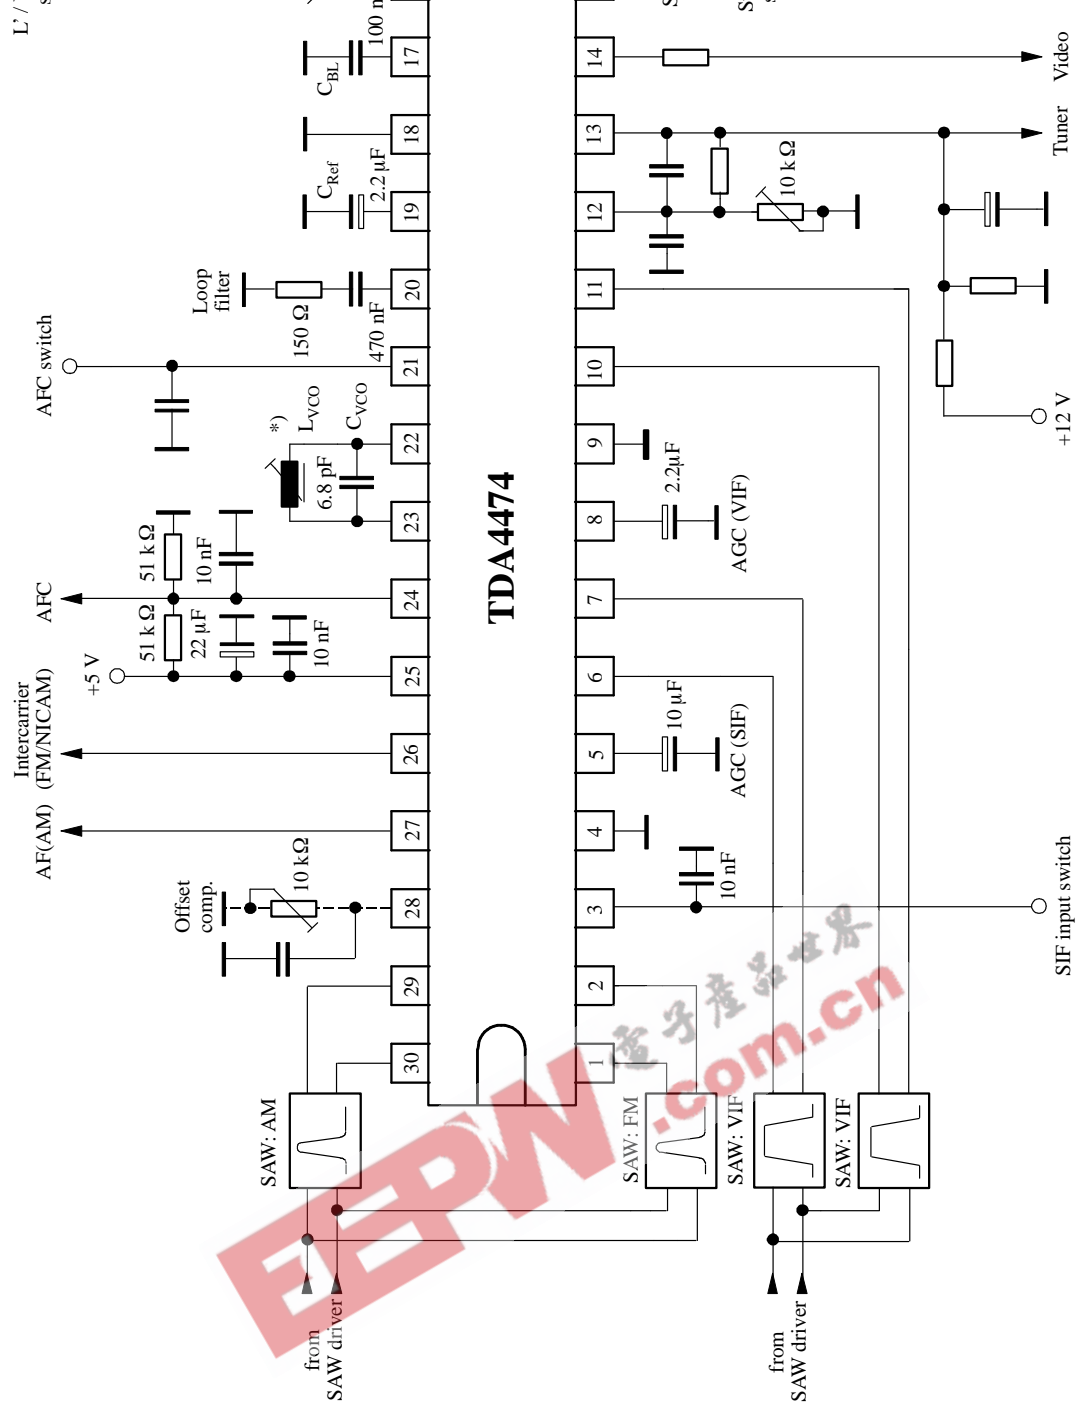 L' /
100 n
C_BL
17
18
C_Ref
2.2 µF
19
Loop
filter
150 Ω
470 nF
20
AFC switch
21
*)
L_VCO
C_VCO
6.8 pF
22
23
AFC
51 kΩ
10 nF
24
51 kΩ
22 µF
10 nF
+5 V
25
Intercarrier
(FM/NICAM)
26
AF(AM)
27
Offset
comp.
10 kΩ
28
29
30
TDA4474
14
Video
13
Tuner
12
10 kΩ
11
10
+12 V
9
8
2.2µF
AGC (VIF)
7
6
5
10 µF
AGC (SIF)
4
3
10 nF
SIF input switch
2
1
SAW: AM
SAW: FM
SAW: VIF
SAW: VIF
from
SAW driver
from
SAW driver
EEPW
.com.cn
電子產品世界